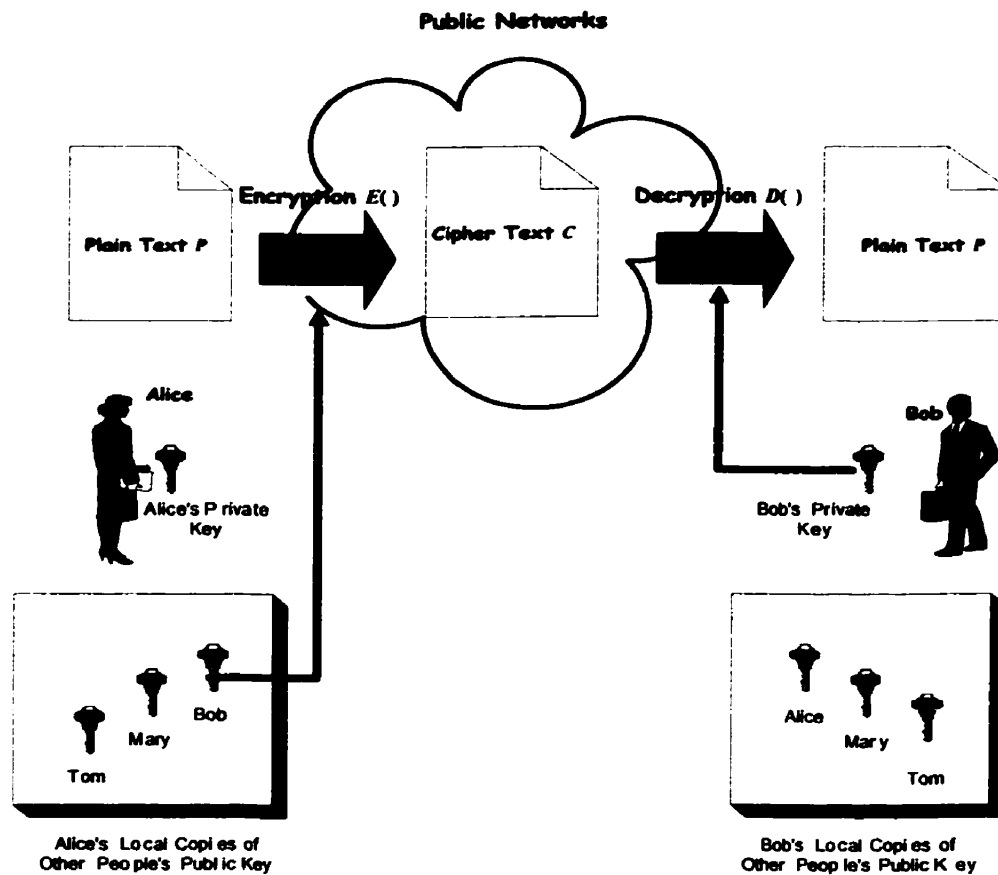 Public Networks
Encryption E( )
Decryption D( )
Plain Text P
Cipher Text C
Plain Text P
Alice
Bob
Alice's Private
Key
Bob's Private
Key
Bob
Mary
Tom
Alice
Mary
Tom
Alice's Local Copies of
Other People's Public Key
Bob's Local Copies of
Other People's Public Key